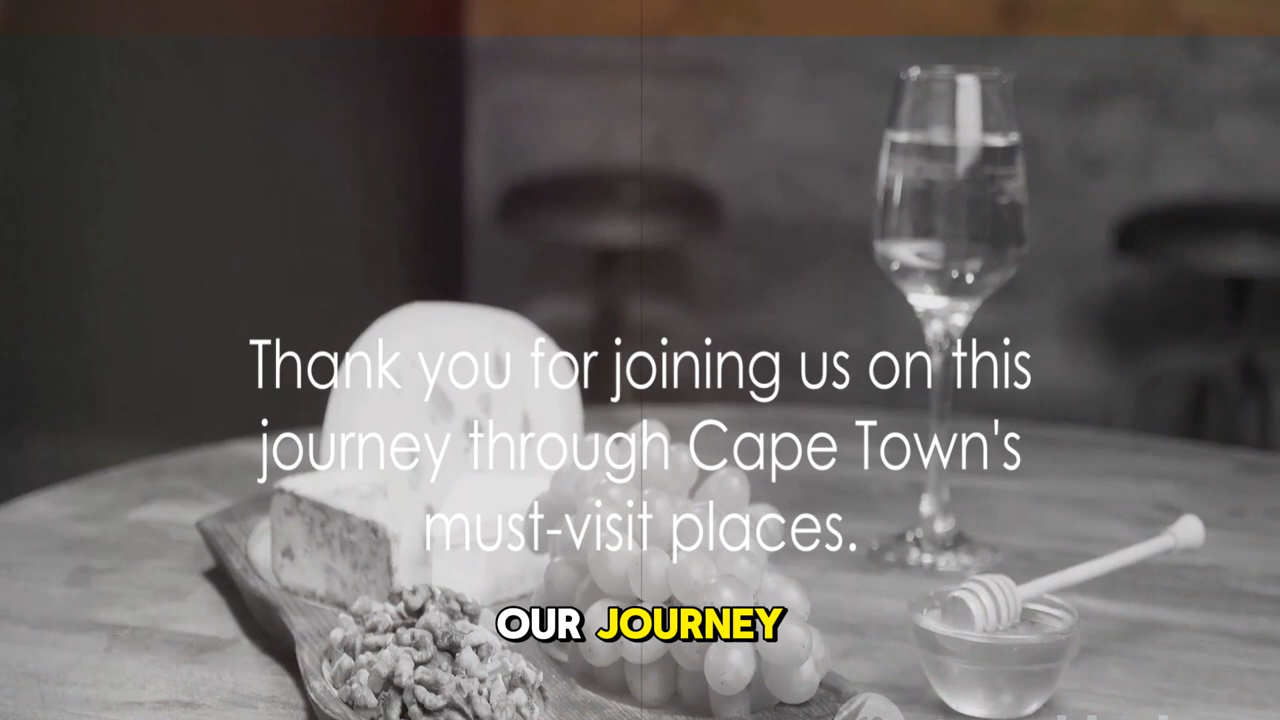 Thank you for joining us on this
journey through Cape Town's
must-visit places.
OUR JOURNEY